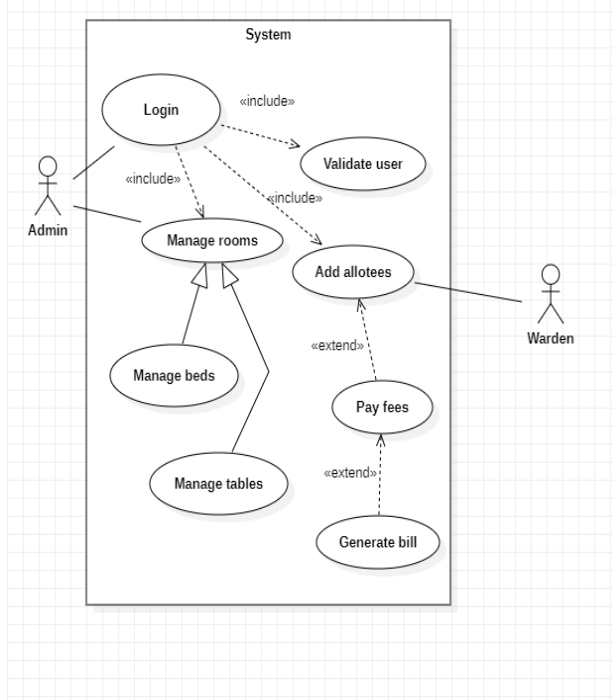 System
Login
«include»
Validate user
«include»
«include»
Admin
Manage rooms
Add allotees
Warden
«extend»
Manage beds
Pay fees
«extend»
Manage tables
Generate bill